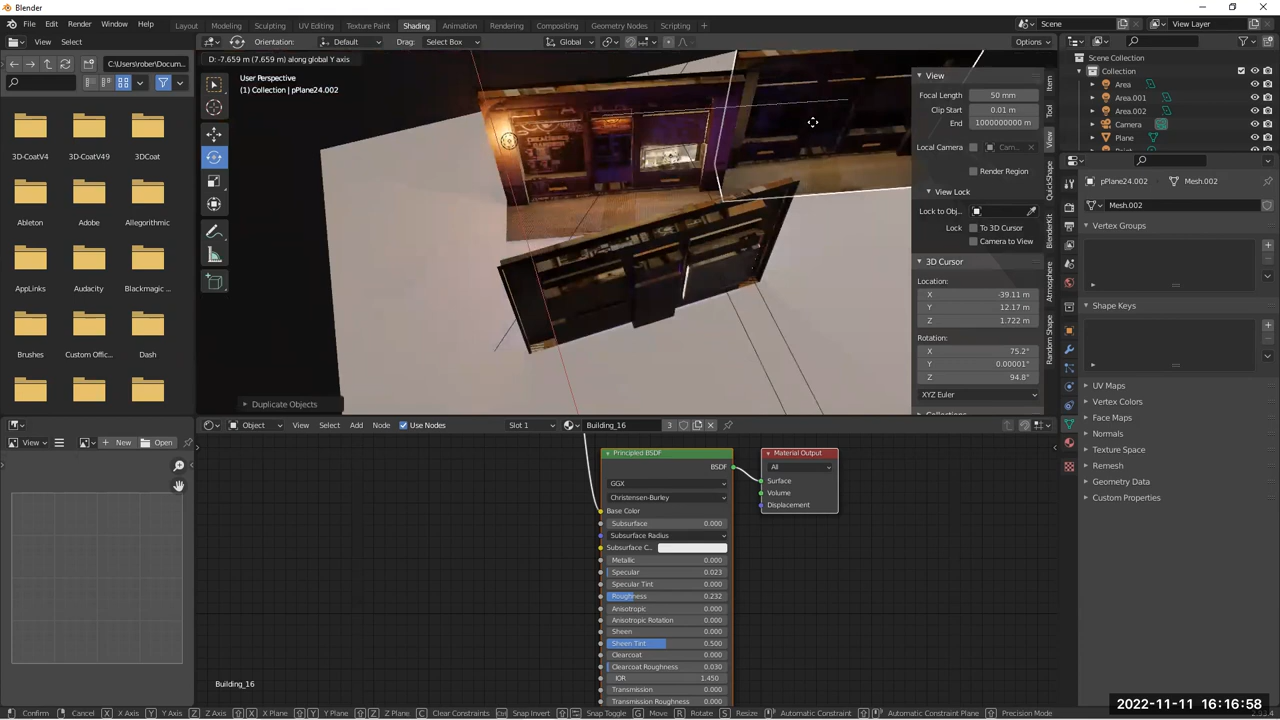 Blender
File Edit Render Window Help Layout Modeling Sculpting UV Editing Texture Paint Shading Animation Rendering Compositing Geometry Nodes Scripting + Scene View Layer
View Select Orientation: Default Drag: Select Box Global Options
D: -7.659 m (7.659 m) along global Y axis
User Perspective
(1) Collection | pPlane24.002
C:\Users\rober\Docum...
3D-CoatV4 3D-CoatV49 3DCoat
Ableton Adobe Allegorithmic
AppLinks Audacity Blackmagic ...
Brushes Custom Offic... Dash
Duplicate Objects
View
Focal Length 50 mm
Clip Start 0.01 m
End 1000000000 m
Local Camera Cam...
Render Region
View Lock
Lock to Obj...
Lock To 3D Cursor
Camera to View
3D Cursor
Location:
X -39.11 m
Y 12.17 m
Z 1.722 m
Rotation:
X 75.2°
Y 0.00001°
Z 94.8°
XYZ Euler
Item
Tool
View
QuickShape
BlenderKit
Atmosphere
Random Shape
Scene Collection
Collection
Area
Area.001
Area.002
Camera
Plane
pPlane24.002 Mesh.002
Mesh.002
Vertex Groups
Shape Keys
UV Maps
Vertex Colors
Face Maps
Normals
Texture Space
Remesh
Geometry Data
Custom Properties
View New Open
Object View Select Add Node Use Nodes Slot 1 Building_16 3
Principled BSDF
BSDF
GGX
Christensen-Burley
Base Color
Subsurface 0.000
Subsurface Radius
Subsurface C...
Metallic 0.000
Specular 0.023
Specular Tint 0.000
Roughness 0.232
Anisotropic 0.000
Anisotropic Rotation 0.000
Sheen 0.000
Sheen Tint 0.500
Clearcoat 0.000
Clearcoat Roughness 0.030
IOR 1.450
Transmission 0.000
Transmission Roughness 0.000
Material Output
All
Surface
Volume
Displacement
Building_16
Confirm Cancel X X Axis Y Y Axis Z Z Axis X X Plane Y Y Plane Z Z Plane C Clear Constraints Snap Invert Snap Toggle G Move R Rotate S Resize Automatic Constraint Automatic Constraint Plane Precision Mode
2022-11-11 16:16:58